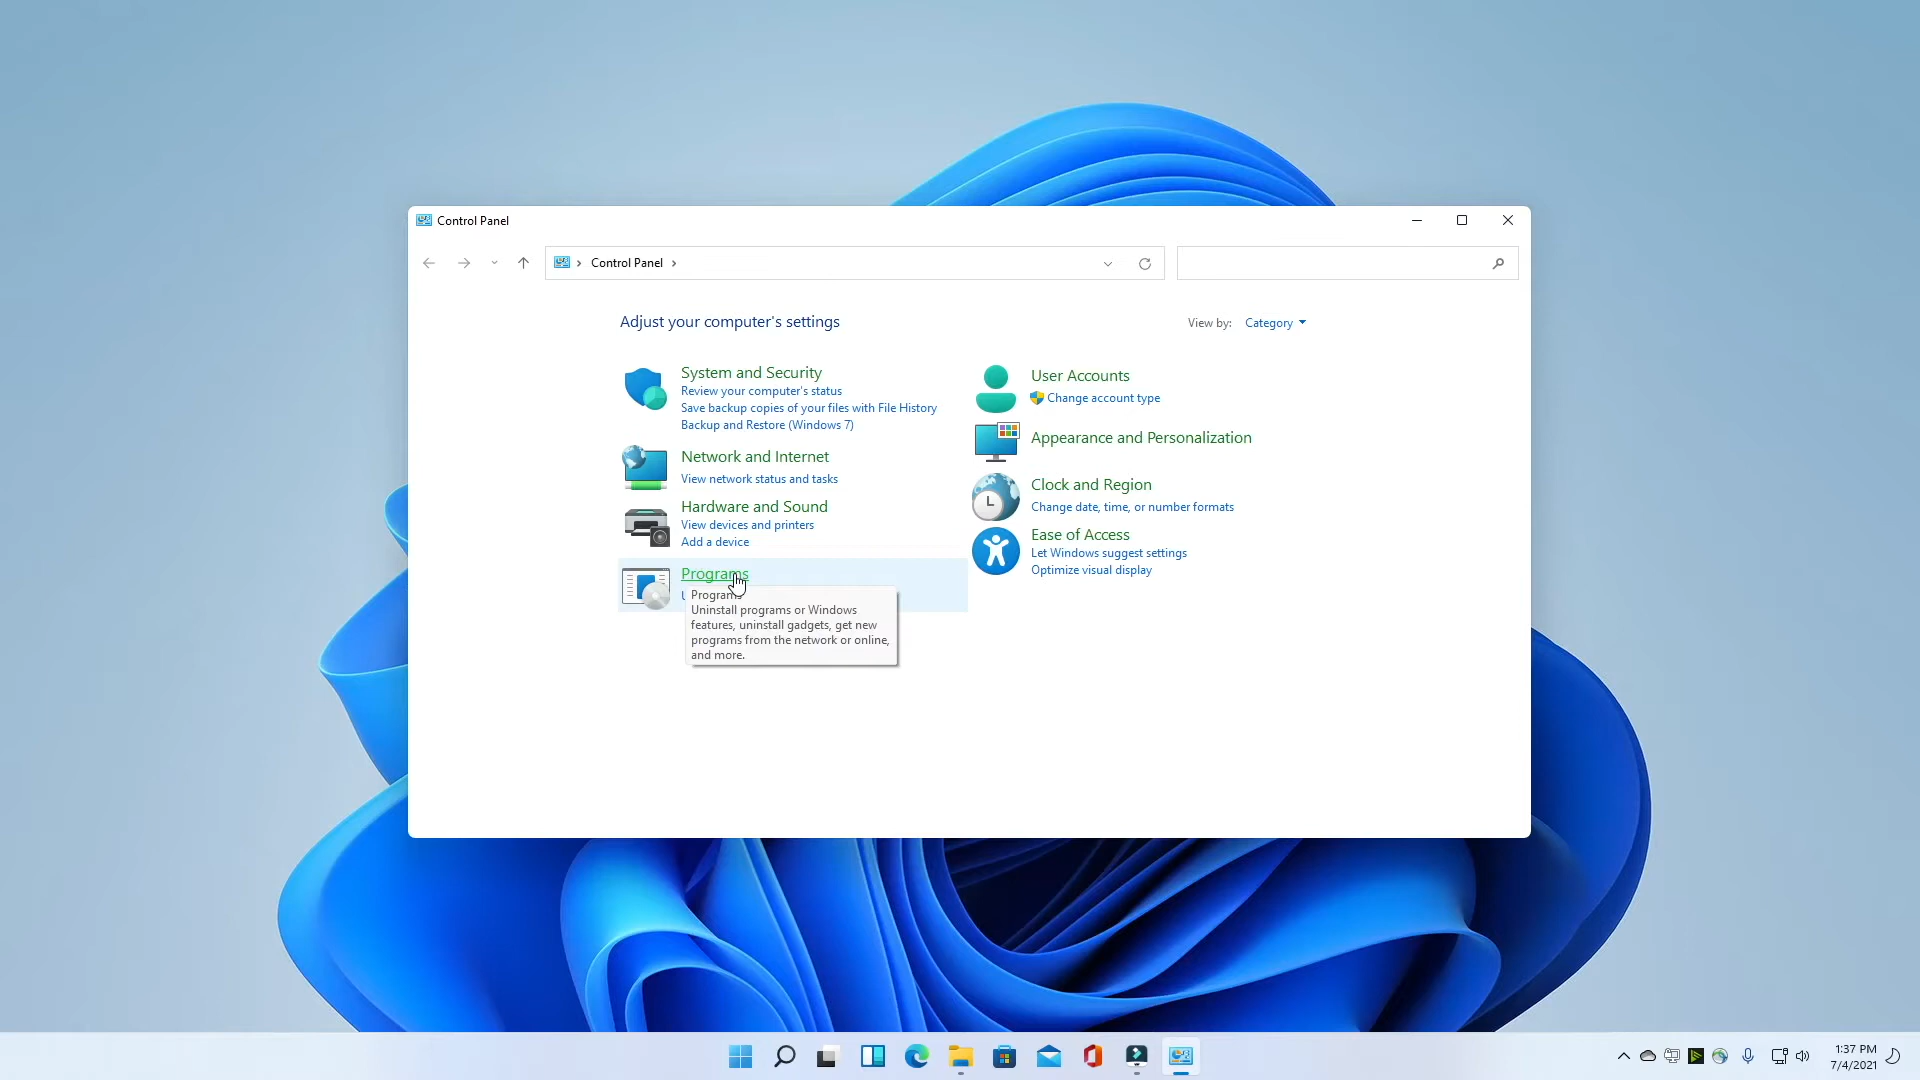 Control Panel
Control Panel
Adjust your computer's settings
View by: Category
System and Security
Review your computer's status
Save backup copies of your files with File History
Backup and Restore (Windows 7)
Network and Internet
View network status and tasks
Hardware and Sound
View devices and printers
Add a device
Programs
Programs
Uninstall programs or Windows
features, uninstall gadgets, get new
programs from the network or online,
and more.
User Accounts
Change account type
Appearance and Personalization
Clock and Region
Change date, time, or number formats
Ease of Access
Let Windows suggest settings
Optimize visual display
1:37 PM
7/4/2021